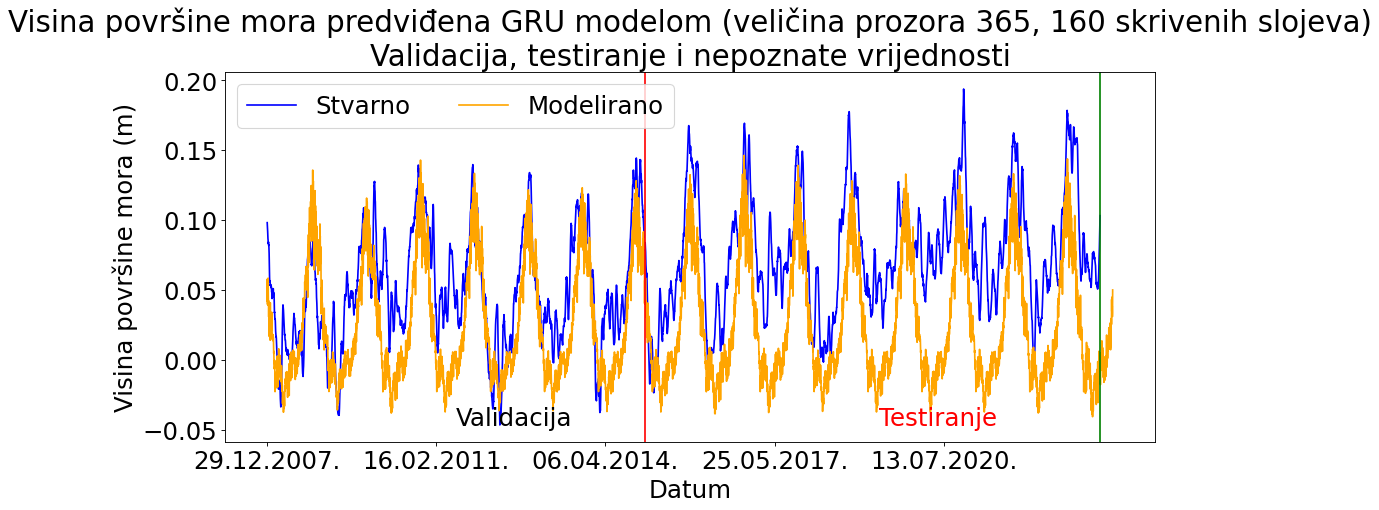 Visina površine mora predviđena GRU modelom (veličina prozora 365, 160 skrivenih slojeva)
Validacija, testiranje i nepoznate vrijednosti
Stvarno
Modelirano
Visina površine mora (m)
0.20
0.15
0.10
0.05
0.00
−0.05
Validacija
Testiranje
29.12.2007.
16.02.2011.
06.04.2014.
25.05.2017.
13.07.2020.
Datum